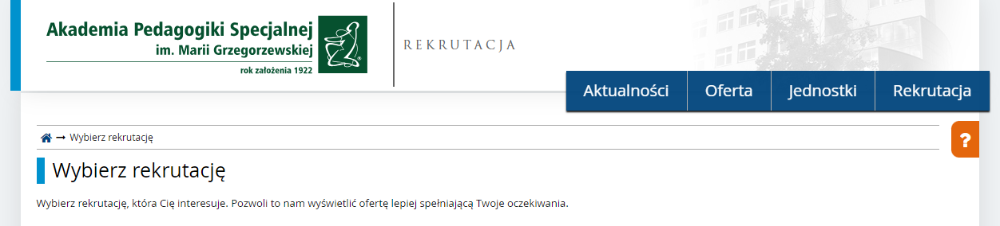 Akademia Pedagogiki Specjalnej
im. Marii Grzegorzewskiej
rok założenia 1922
REKRUTACJA
Aktualności
Oferta
Jednostki
Rekrutacja
Wybierz rekrutację
?
Wybierz rekrutację
Wybierz rekrutację, która Cię interesuje. Pozwoli to nam wyświetlić ofertę lepiej spełniającą Twoje oczekiwania.